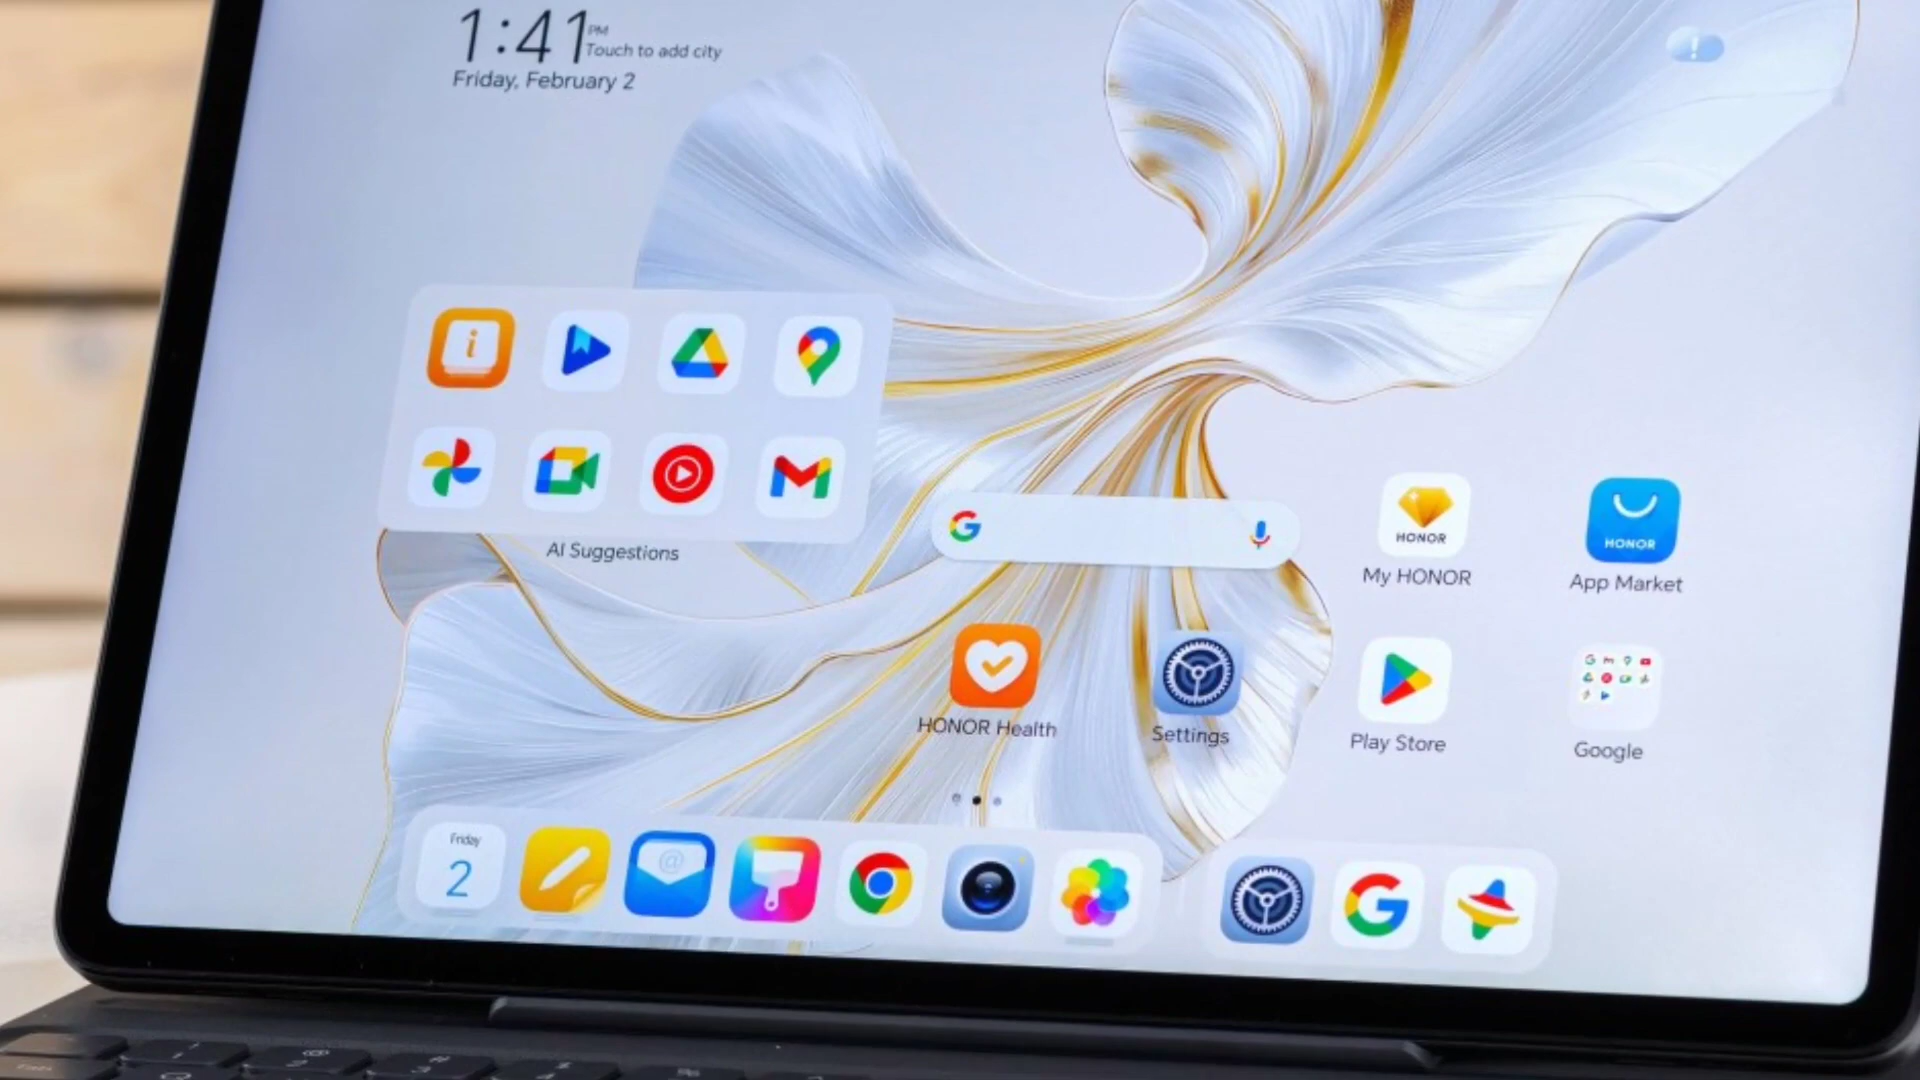 1:41 PM
Touch to add city
Friday, February 2
AI Suggestions
HONOR
My HONOR
HONOR
App Market
HONOR Health
Settings
Play Store
Google
Friday
2